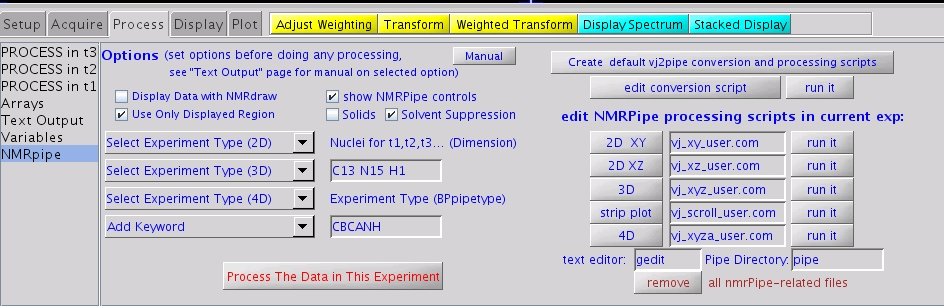 Setup Acquire Process Display Plot Adjust Weighting Transform Weighted Transform Display Spectrum Stacked Display
PROCESS in t3
PROCESS in t2
PROCESS in t1
Arrays
Text Output
Variables
NMRpipe
Options (set options before doing any processing, Manual
see "Text Output" page for manual on selected option)
Display Data with NMRdraw show NMRPipe controls
Use Only Displayed Region Solids Solvent Suppression
Select Experiment Type (2D) Nuclei for t1,t2,t3... (Dimension)
Select Experiment Type (3D) C13 N15 H1
Select Experiment Type (4D) Experiment Type (BPpipetype)
Add Keyword CBCANH
Process The Data in This Experiment
Create default vj2pipe conversion and processing scripts
edit conversion script run it
edit NMRPipe processing scripts in current exp:
2D XY vj_xy_user.com run it
2D XZ vj_xz_user.com run it
3D vj_xyz_user.com run it
strip plot vj_scroll_user.com run it
4D vj_xyza_user.com run it
text editor: gedit Pipe Directory: pipe
remove all nmrPipe-related files